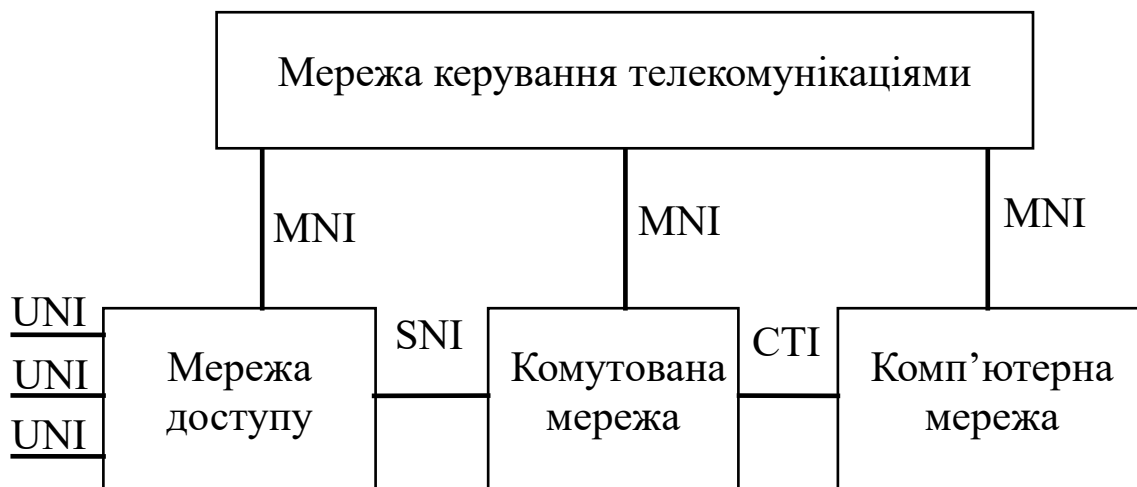 Мережа керування телекомунікаціями
MNI
MNI
MNI
UNI
UNI
UNI
SNI
CTI
Мережа
доступу
Комутована
мережа
Комп’ютерна
мережа